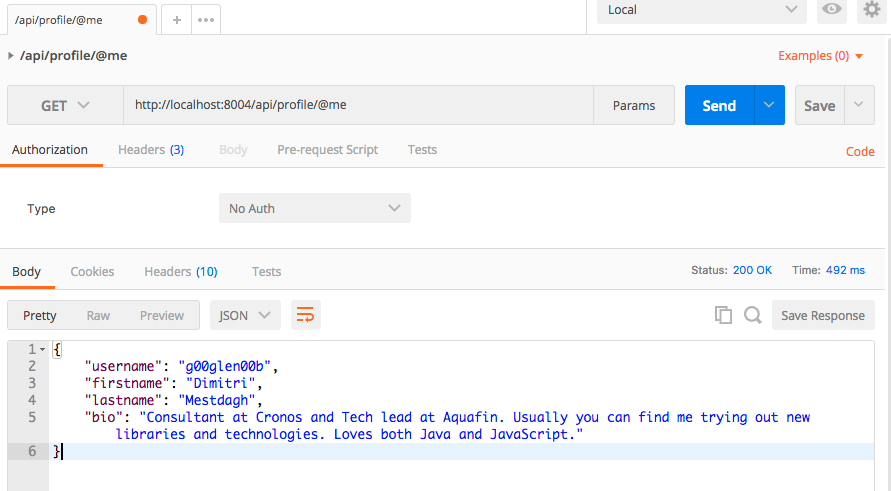 /api/profile/@me
+
Local
/api/profile/@me
Examples (0)
GET http://localhost:8004/api/profile/@me Params Send Save
Authorization Headers (3) Body Pre-request Script Tests Code
Type No Auth
Body Cookies Headers (10) Tests Status: 200 OK Time: 492 ms
Pretty Raw Preview JSON Save Response
1 {
2 "username": "g00glen00b",
3 "firstname": "Dimitri",
4 "lastname": "Mestdagh",
5 "bio": "Consultant at Cronos and Tech lead at Aquafin. Usually you can find me trying out new
libraries and technologies. Loves both Java and JavaScript."
6 }